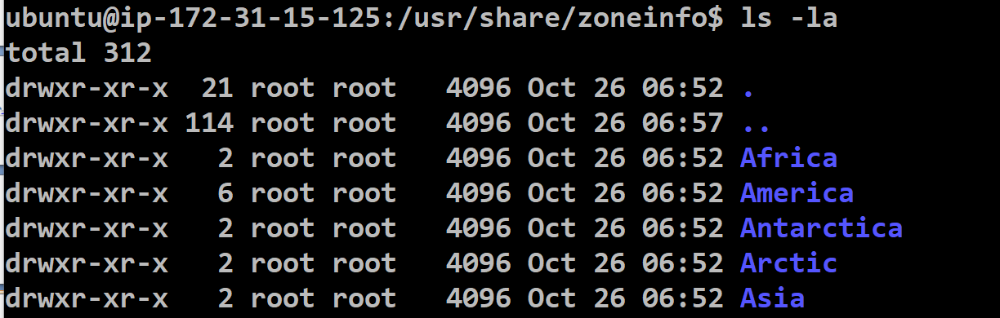 ubuntu@ip-172-31-15-125:/usr/share/zoneinfo$ ls -la
total 312
drwxr-xr-x  21 root root   4096 Oct 26 06:52 .
drwxr-xr-x 114 root root   4096 Oct 26 06:57 ..
drwxr-xr-x   2 root root   4096 Oct 26 06:52 Africa
drwxr-xr-x   6 root root   4096 Oct 26 06:52 America
drwxr-xr-x   2 root root   4096 Oct 26 06:52 Antarctica
drwxr-xr-x   2 root root   4096 Oct 26 06:52 Arctic
drwxr-xr-x   2 root root   4096 Oct 26 06:52 Asia